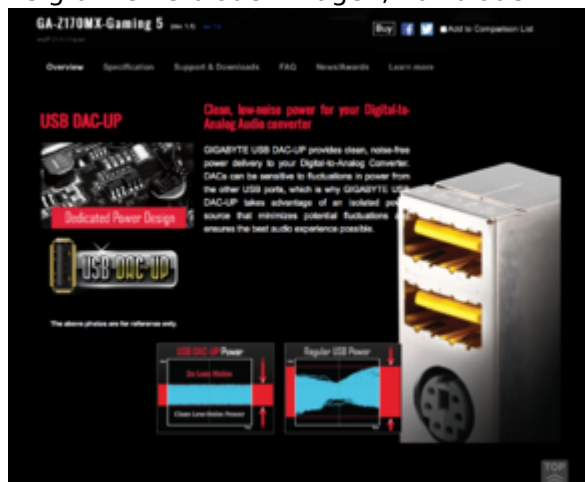 GA-Z170MX-Gaming 5 (rev. 1.0)
Buy
Add to Comparison List
Overview Specification Support & Downloads FAQ News/Awards Learn more
USB DAC-UP
Clean, low-noise power for your Digital-to-
Analog Audio converter
GIGABYTE USB DAC-UP provides clean, noise-free
power delivery to your Digital-to-Analog Converter.
DACs can be sensitive to fluctuations in power from
the other USB ports, which is why GIGABYTE USB
DAC-UP takes advantage of an isolated power
source that minimizes potential fluctuations
ensures the best audio experience possible.
Dedicated Power Design
USB DAC-UP
The above photos are for reference only.
USB DAC-UP Power
Clean Low-Noise Power
Regular USB Power
TOP